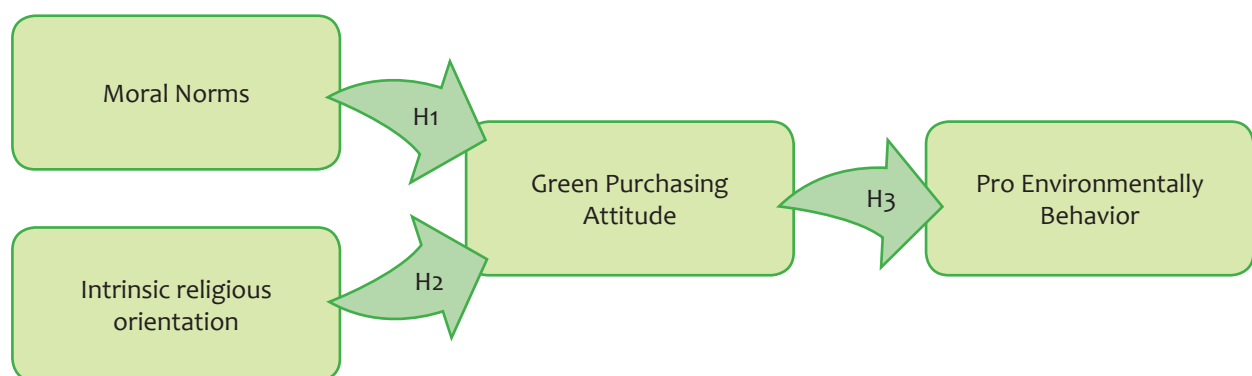 Moral Norms
H1
Intrinsic religious
orientation
H2
Green Purchasing
Attitude
H3
Pro Environmentally
Behavior